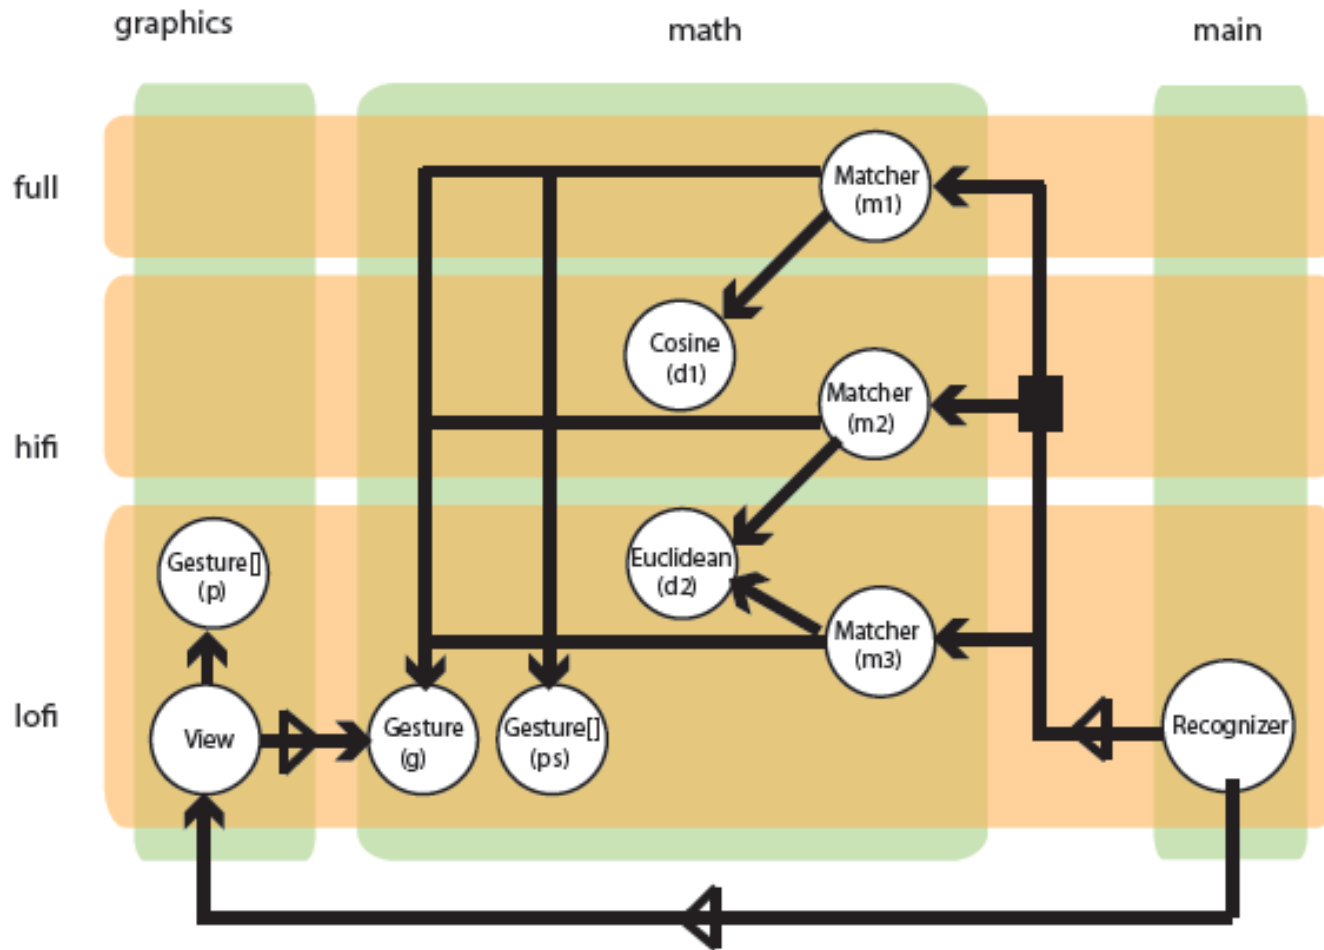 graphics
math
main
full
Matcher
(m1)
Cosine
(d1)
Matcher
(m2)
hifi
Gesture[]
(p)
Euclidean
(d2)
Matcher
(m3)
lofi
View
Gesture
(g)
Gesture[]
(ps)
Recognizer